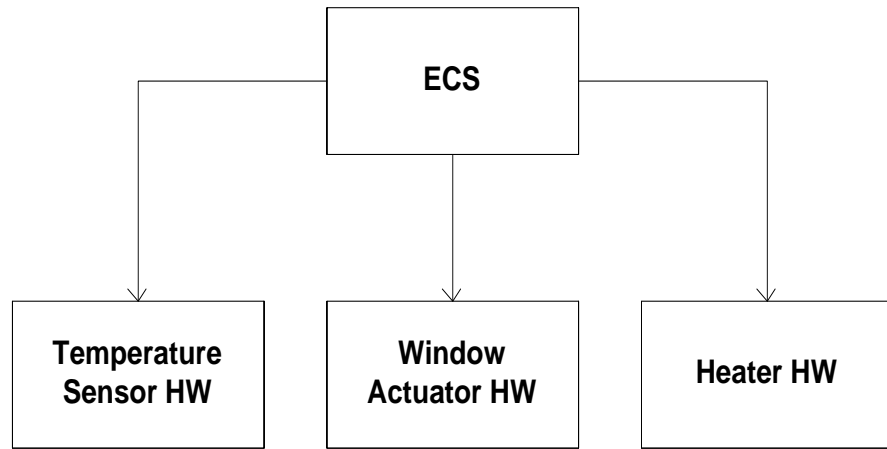 ECS
Temperature
Sensor HW
Window
Actuator HW
Heater HW